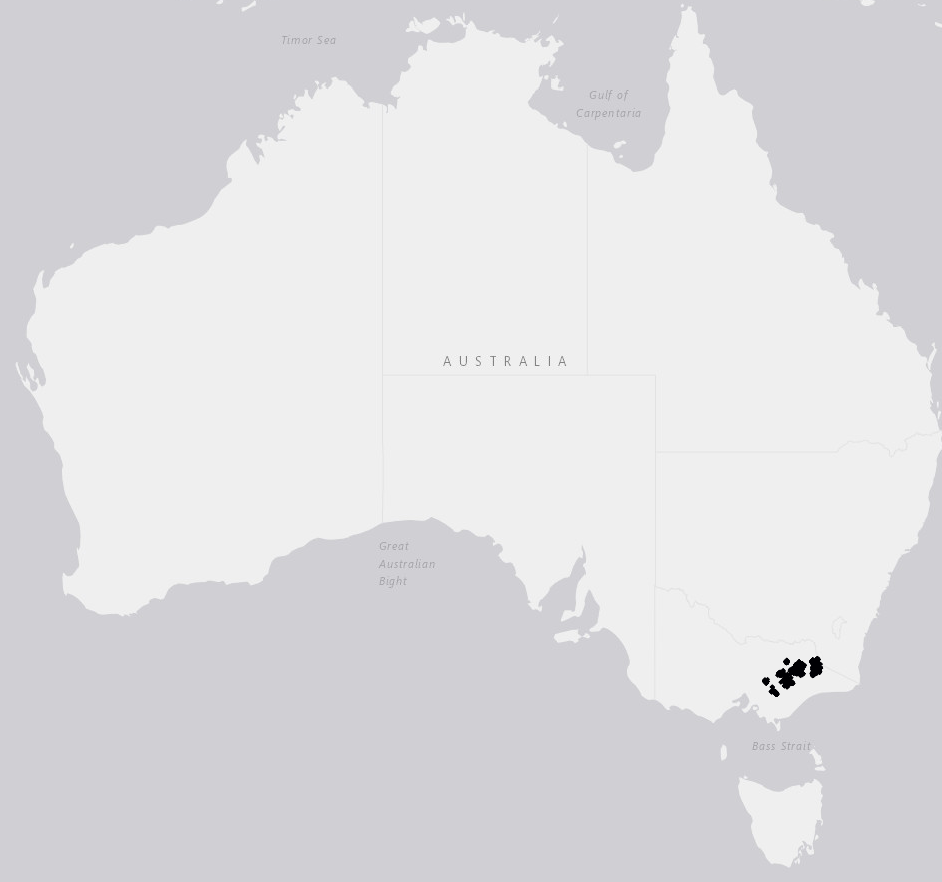 Timor Sea
Gulf of
Carpentaria
AUSTRALIA
Great
Australian
Bight
Bass Strait